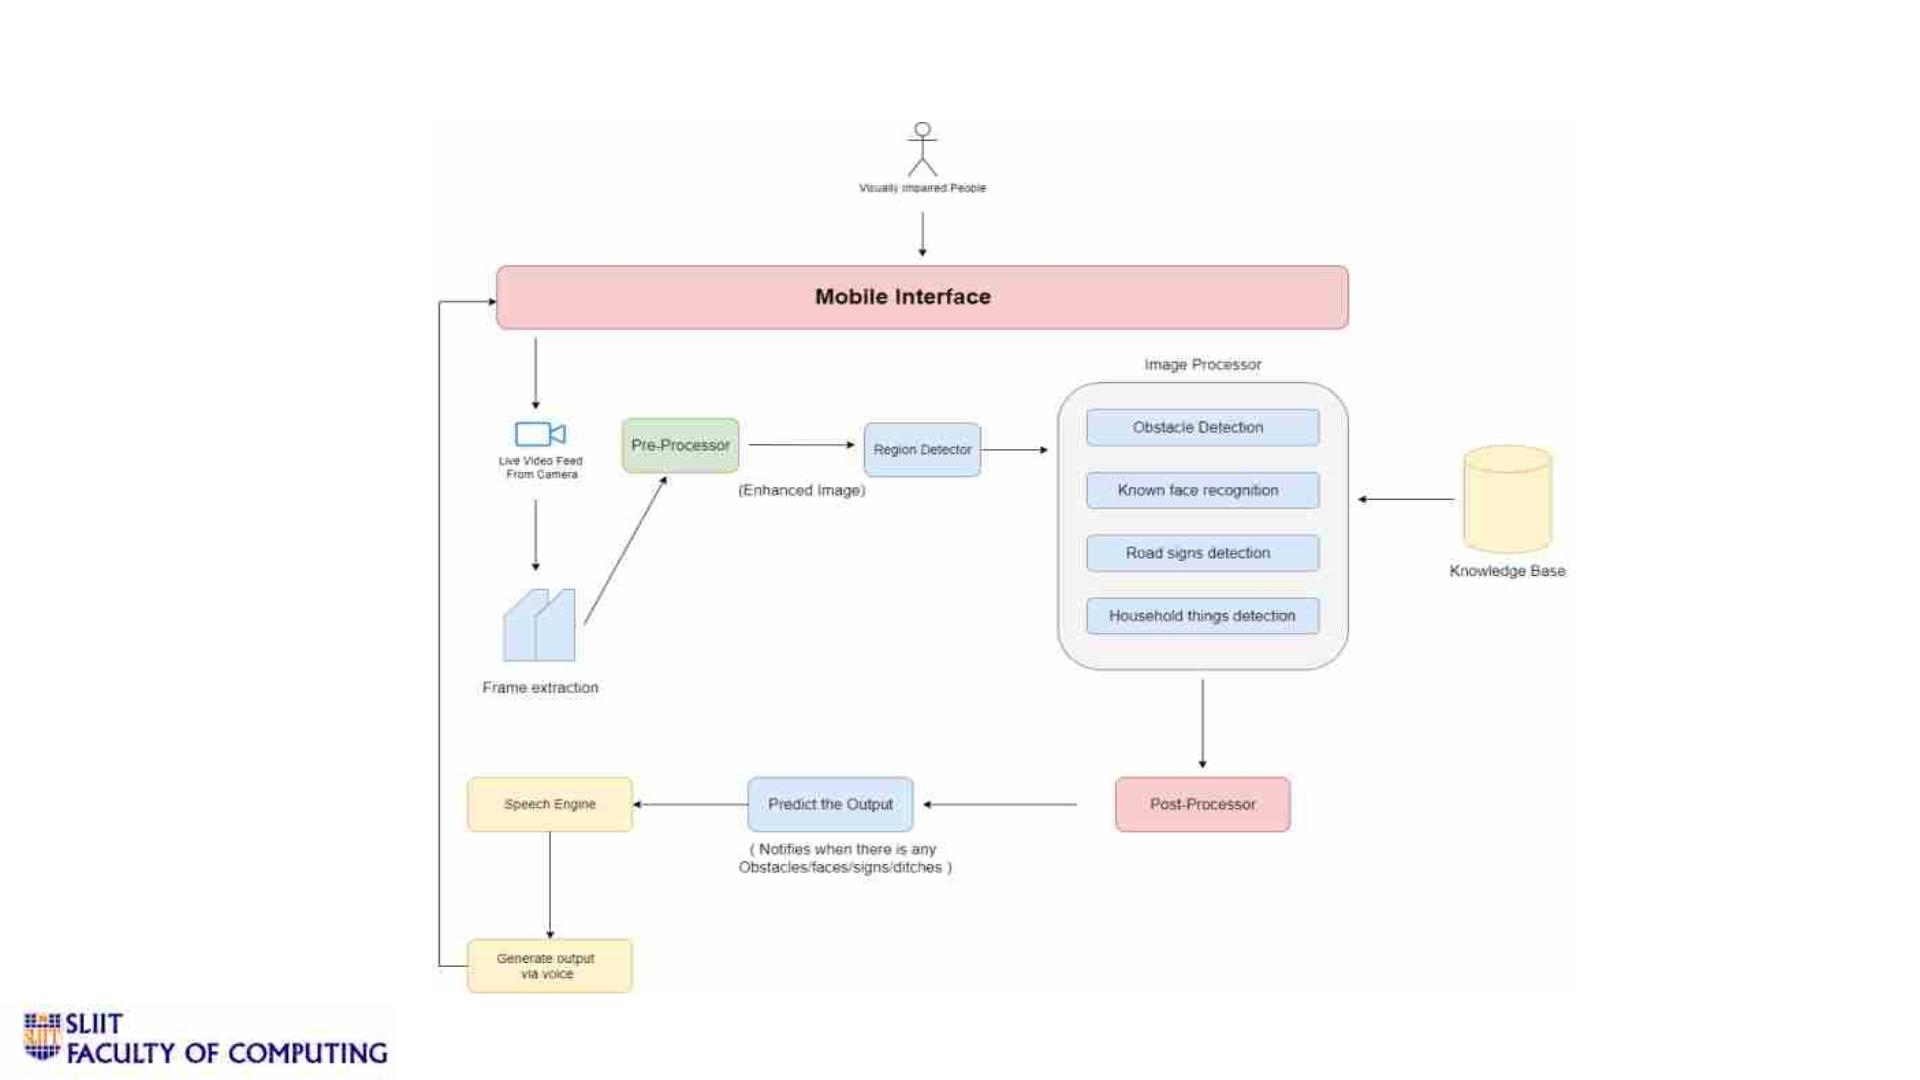 Visually Impaired People
Mobile Interface
Image Processor
Live Video Feed
From Camera
Pre-Processor
(Enhanced Image)
Region Detector
Obstacle Detection
Known face recognition
Road signs detection
Household things detection
Knowledge Base
Frame extraction
Speech Engine
Predict the Output
( Notifies when there is any
Obstacles/faces/signs/ditches )
Post-Processor
Generate output
via voice
SLIIT
SLIIT
FACULTY OF COMPUTING